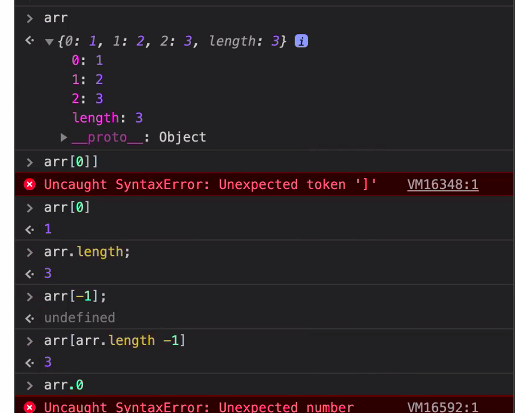 arr
{0: 1, 1: 2, 2: 3, length: 3} i
0: 1
1: 2
2: 3
length: 3
__proto__: Object
arr[0]]
Uncaught SyntaxError: Unexpected token ']' VM16348:1
arr[0]
1
arr.length;
3
arr[-1];
undefined
arr[arr.length -1]
3
arr.0
Uncaught SyntaxError: Unexpected number VM16592:1